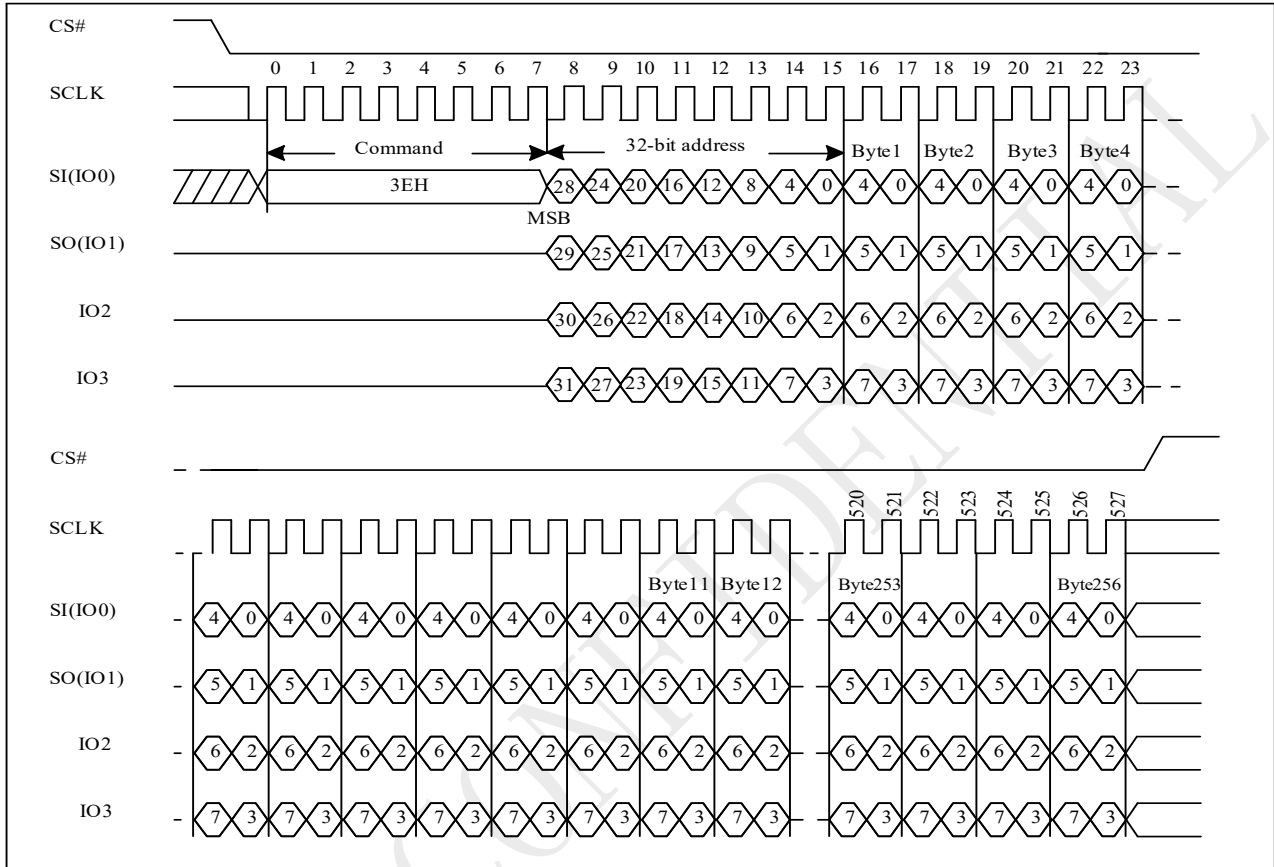 CS#
0 1 2 3 4 5 6 7 8 9 10 11 12 13 14 15 16 17 18 19 20 21 22 23
SCLK
Command 32-bit address Byte1 Byte2 Byte3 Byte4
SI(IO0) 3EH 28 24 20 16 12 8 4 0 4 0 4 0 4 0 4 0
MSB
SO(IO1) 29 25 21 17 13 9 5 1 5 1 5 1 5 1 5 1
IO2 30 26 22 18 14 10 6 2 6 2 6 2 6 2 6 2
IO3 31 27 23 19 15 11 7 3 7 3 7 3 7 3 7 3
CS#
520 521 522 523 524 525 526 527
SCLK
Byte11 Byte12 Byte253 Byte256
SI(IO0) 4 0 4 0 4 0 4 0 4 0 4 0 4 0 4 0 4 0 4 0 4 0 4 0
SO(IO1) 5 1 5 1 5 1 5 1 5 1 5 1 5 1 5 1 5 1 5 1 5 1 5 1
IO2 6 2 6 2 6 2 6 2 6 2 6 2 6 2 6 2 6 2 6 2 6 2 6 2
IO3 7 3 7 3 7 3 7 3 7 3 7 3 7 3 7 3 7 3 7 3 7 3 7 3
CONFIDENTIAL